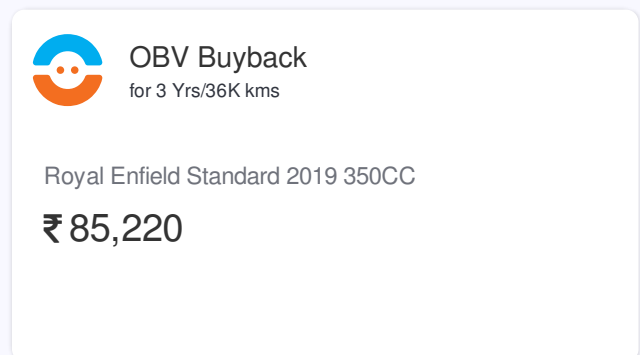 OBV Buyback
for 3 Yrs/36K kms
Royal Enfield Standard 2019 350CC
₹ 85,220